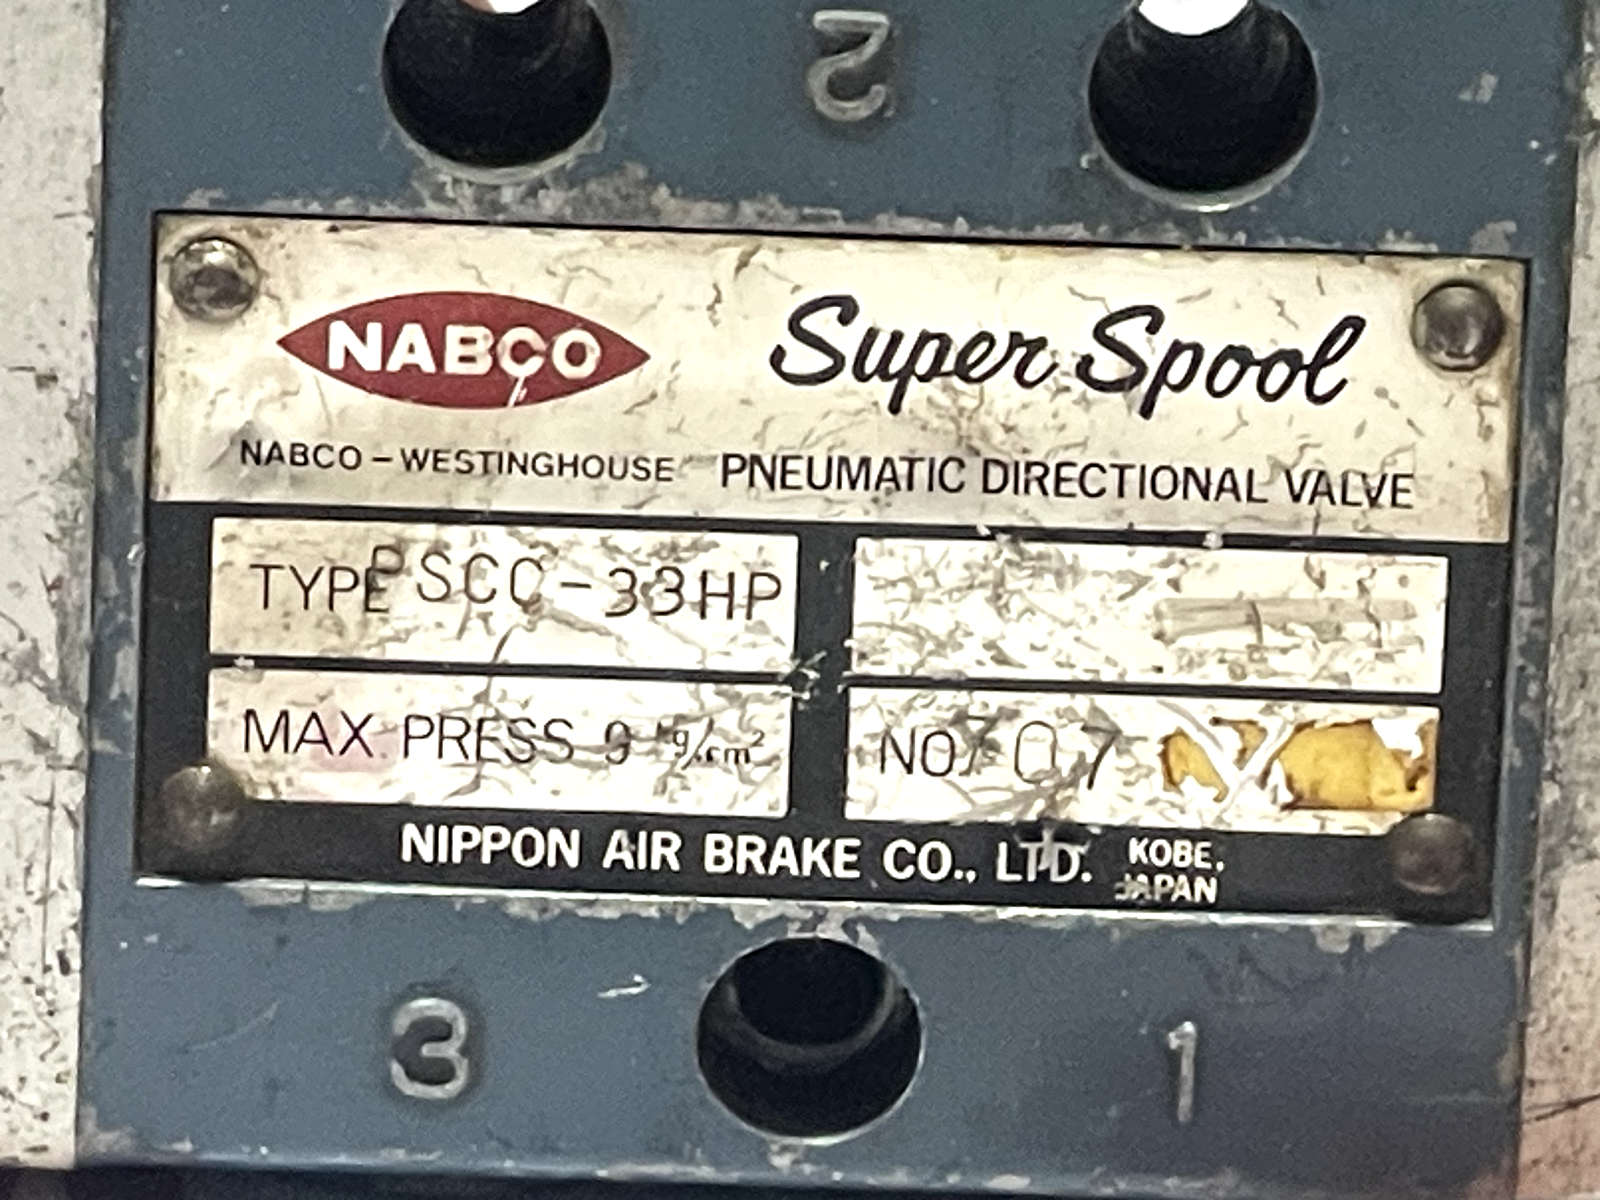 2
NABCO Super Spool
NABCO-WESTINGHOUSE PNEUMATIC DIRECTIONAL VALVE
TYPE PSCC-33HP
MAX. PRESS 9 kg/cm² NO. 707
NIPPON AIR BRAKE CO., LTD. KOBE,
JAPAN
3 1